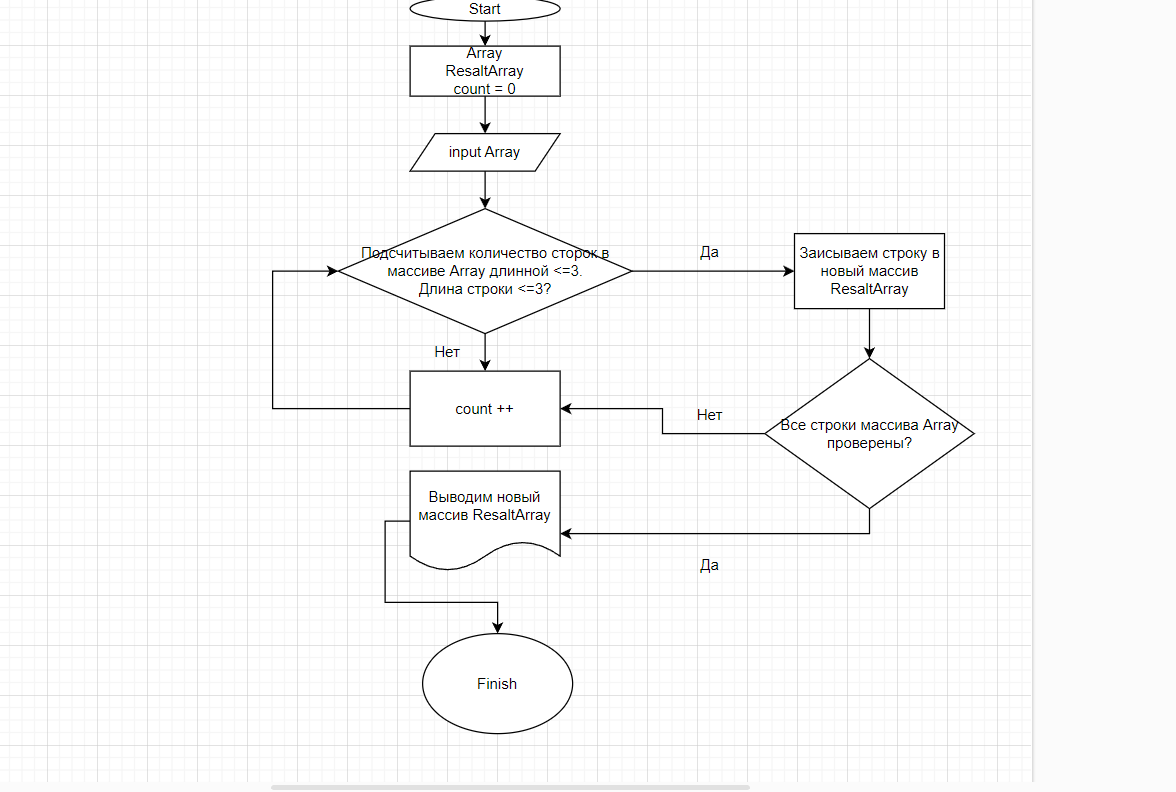 Start
Array
ResaltArray
count = 0
input Array
Подсчитываем количество сторок в
массиве Array длинной <=3.
Длина строки <=3?
Да
Заисываем строку в
новый массив
ResaltArray
Нет
count ++
Нет
Все строки массива Array
проверены?
Выводим новый
массив ResaltArray
Да
Finish